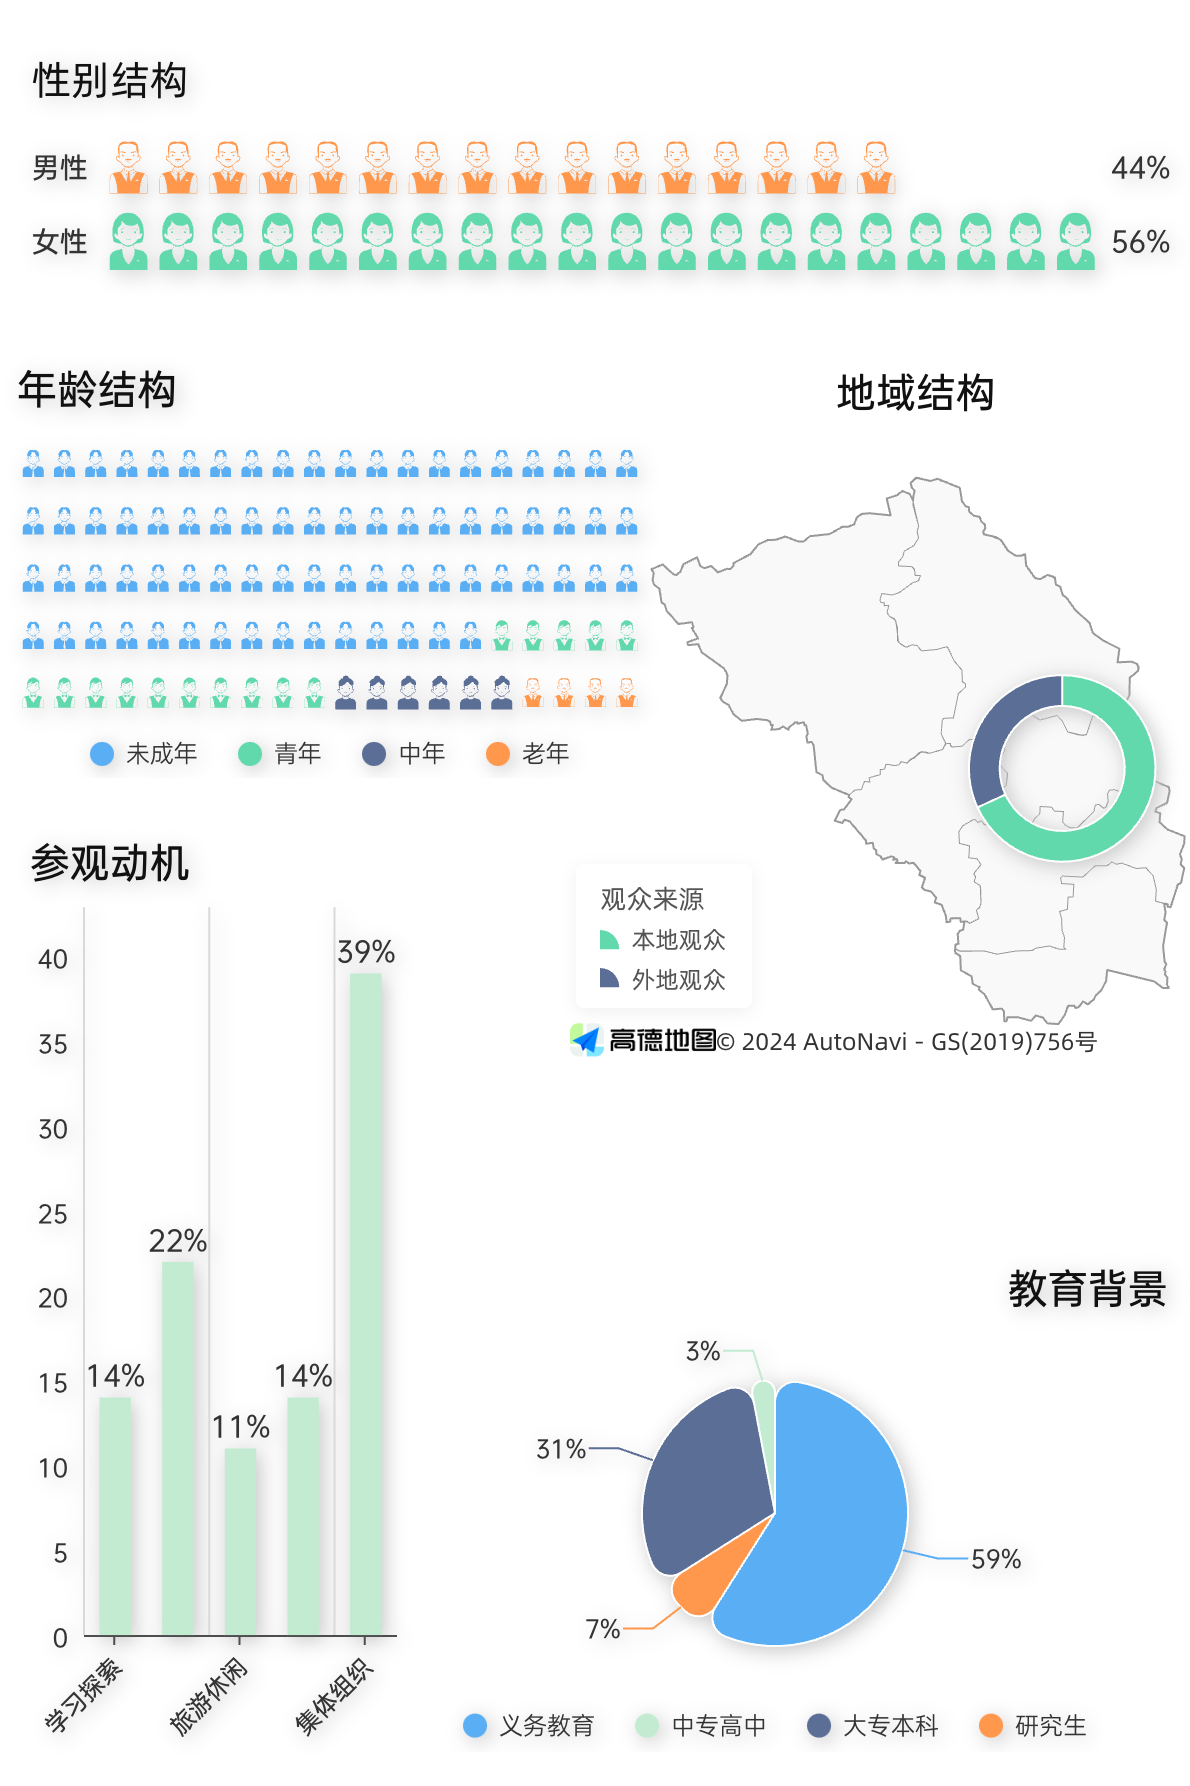 性别结构
男性 44%
女性 56%
年龄结构
地域结构
未成年 青年 中年 老年
参观动机
观众来源
本地观众
外地观众
高德地图© 2024 AutoNavi - GS(2019)756号
40
35
30
25
20
15
10
5
0
14%
22%
11%
14%
39%
学习探索
旅游休闲
集体组织
教育背景
3%
31%
59%
7%
义务教育 中专高中 大专本科 研究生